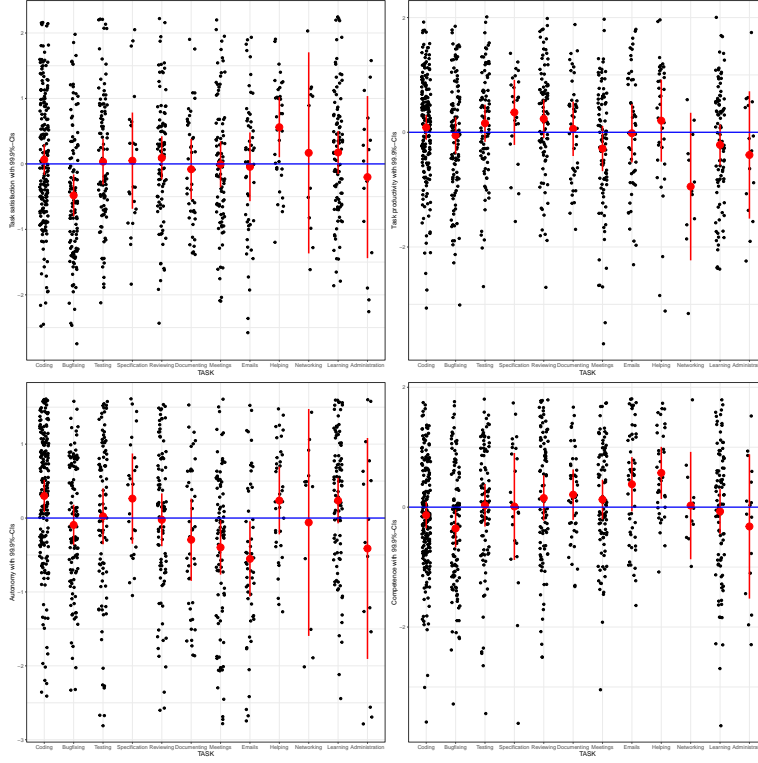 Task satisfaction with 99.9%-CIs
2
0
−2
Coding Bugfixing Testing Specification Reviewing Documenting Meetings Emails Helping Networking Learning Administration
TASK
Task productivity with 99.9%-CIs
2
0
−2
Coding Bugfixing Testing Specification Reviewing Documenting Meetings Emails Helping Networking Learning Administration
TASK
Autonomy with 99.9%-CIs
1
0
−1
−2
−3
Coding Bugfixing Testing Specification Reviewing Documenting Meetings Emails Helping Networking Learning Administration
TASK
Competence with 99.9%-CIs
2
0
−2
Coding Bugfixing Testing Specification Reviewing Documenting Meetings Emails Helping Networking Learning Administration
TASK